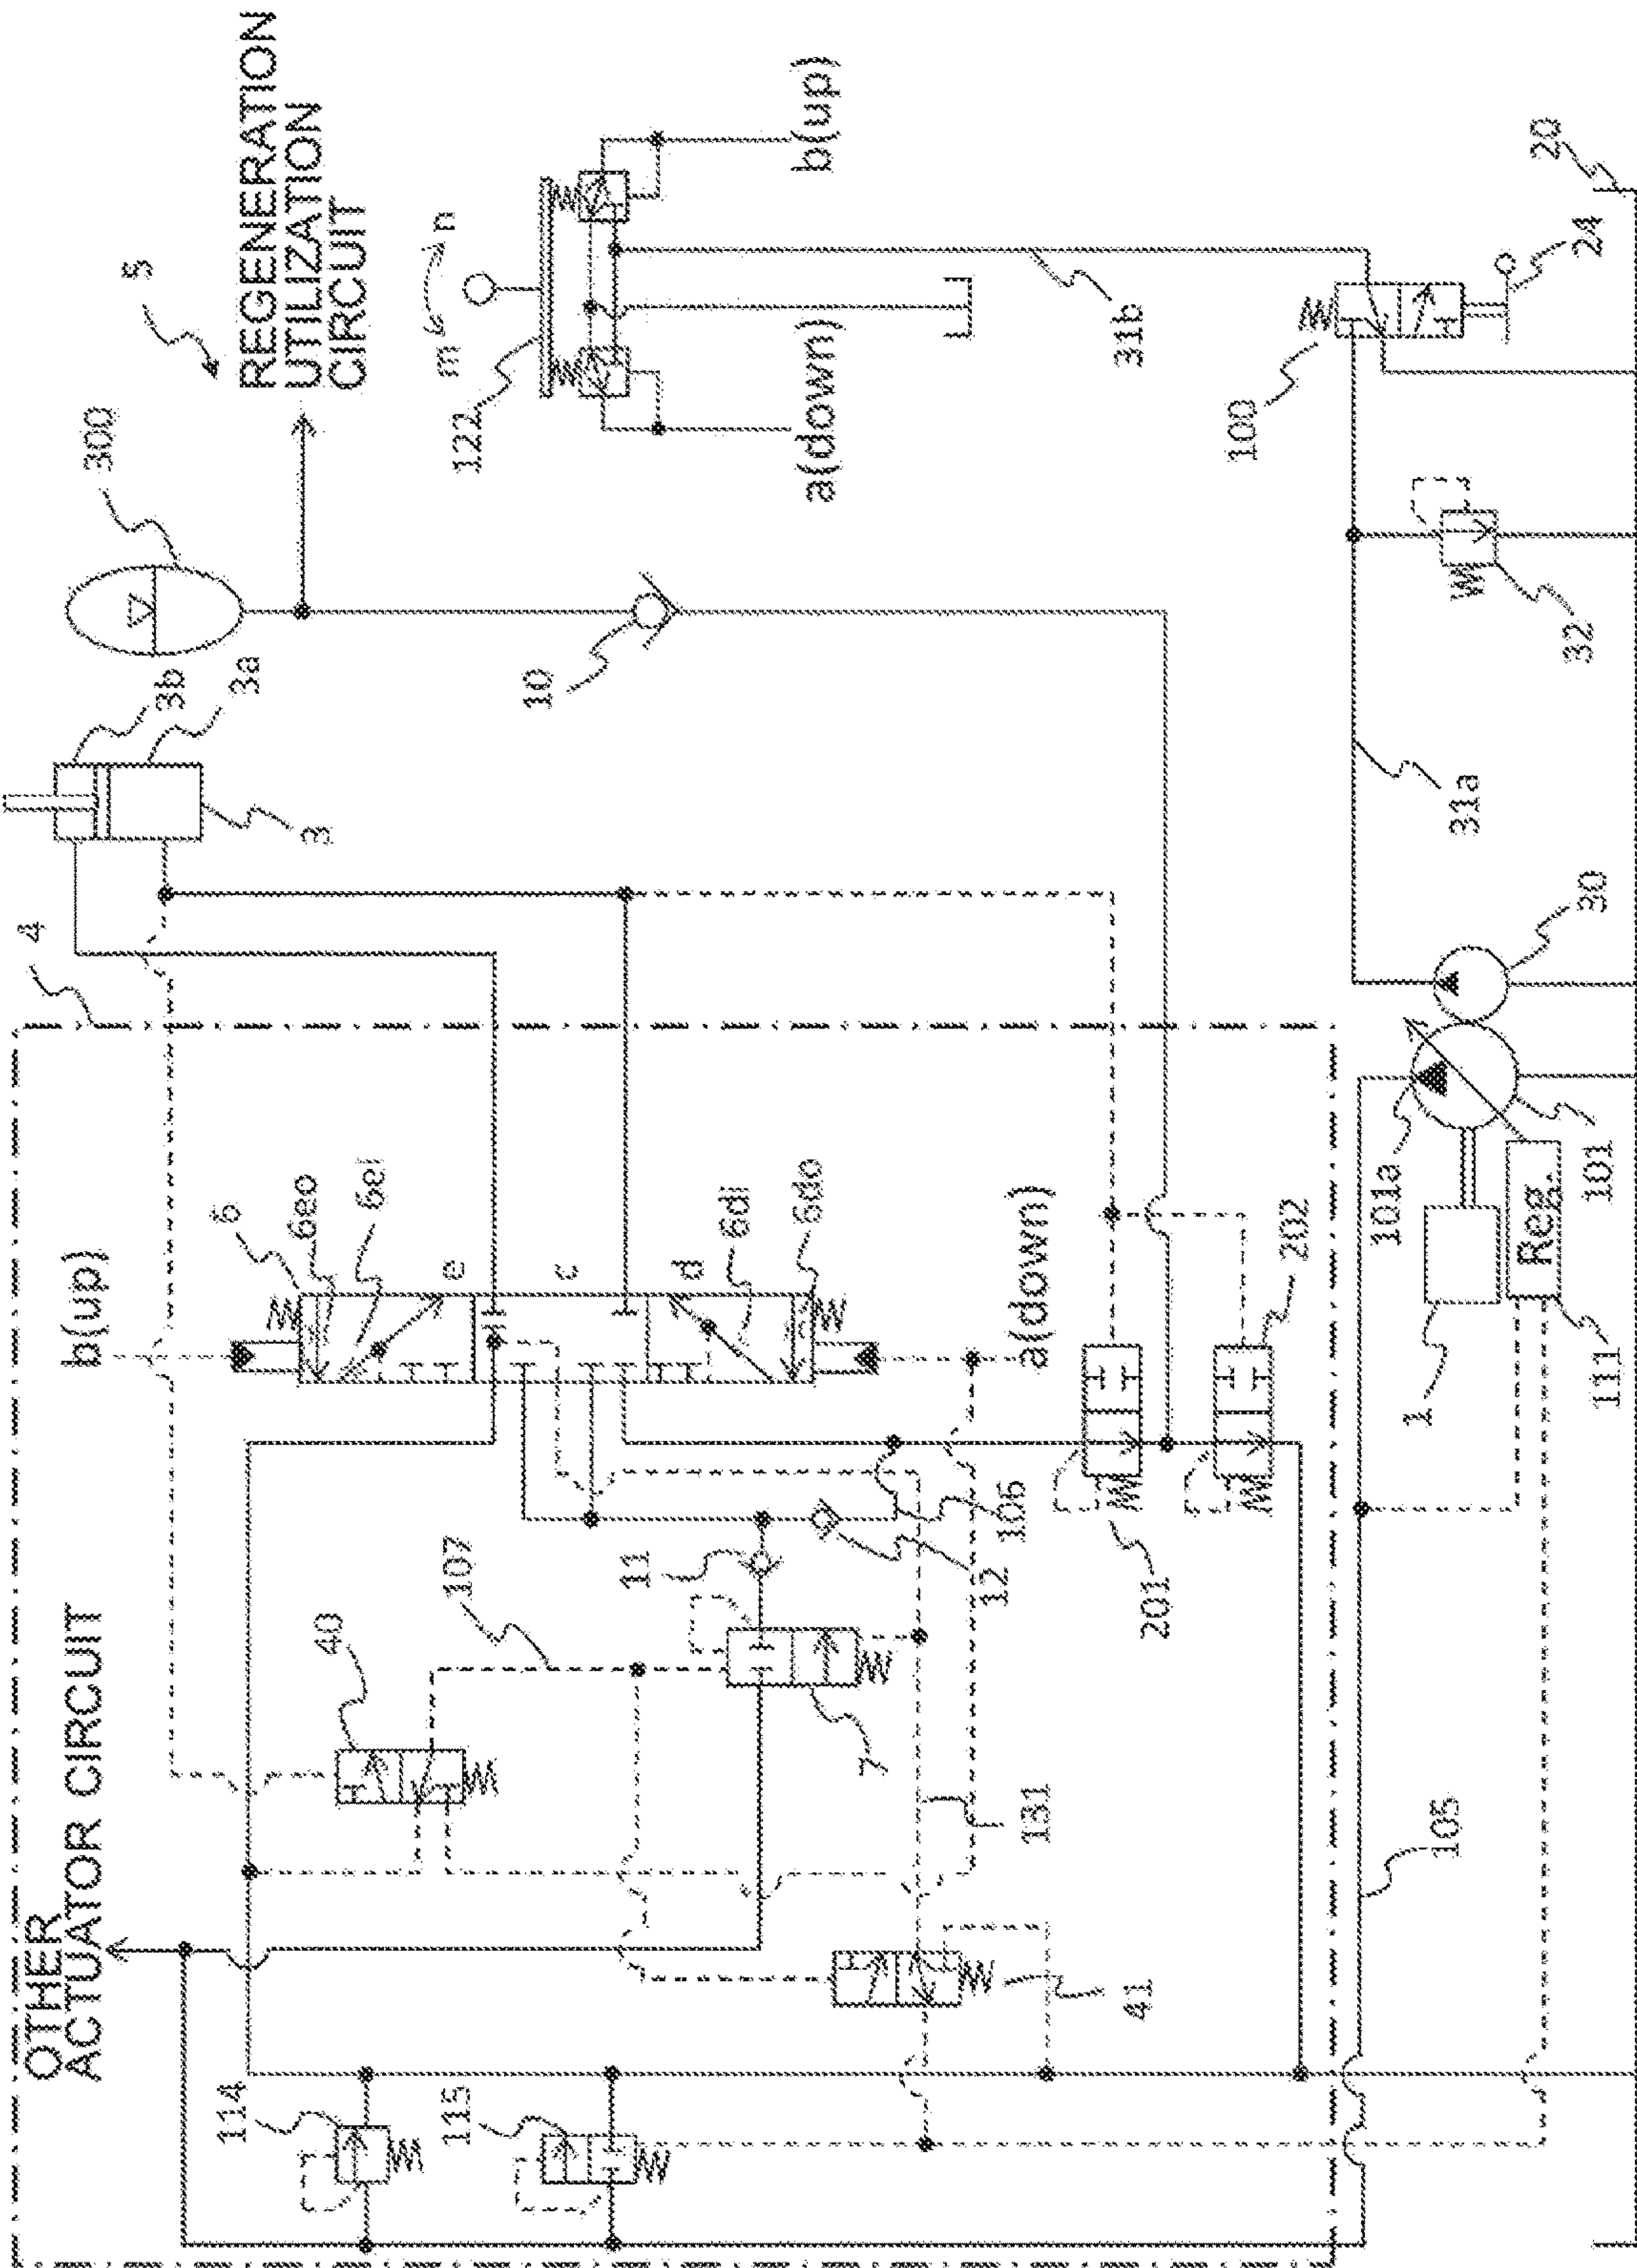 OTHER
ACTUATOR CIRCUIT
4
b(up)
300
5
3b
3a
REGENERATION
UTILIZATION
CIRCUIT
114
6
6eo
6ei
3
40
115
107
e
c
m
n
122
10
11
d
6di
6do
7
b(up)
a(down)
12
106
131
a(down)
41
201
31b
202
100
101a
1
105
31a
Reg.
111
101
30
32
24
20